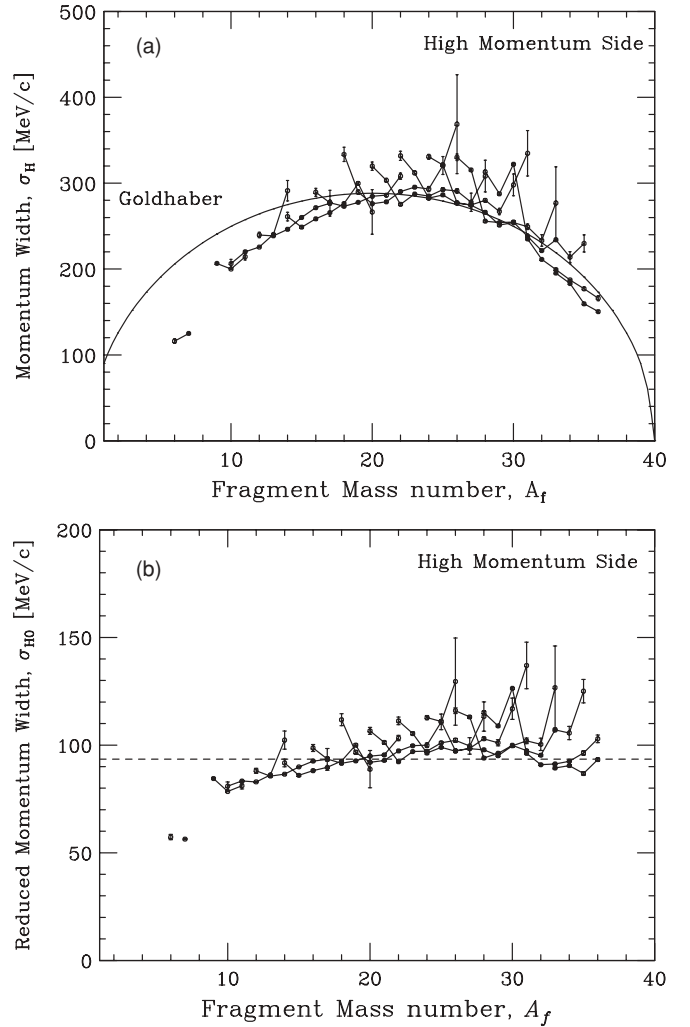 500
(a)
High Momentum Side
400
300
Goldhaber
200
100
0
10
20
30
40
Momentum Width, σH [MeV/c]
Fragment Mass number, Af
200
(b)
High Momentum Side
150
100
50
0
10
20
30
40
Reduced Momentum Width, σH0 [MeV/c]
Fragment Mass number, Af